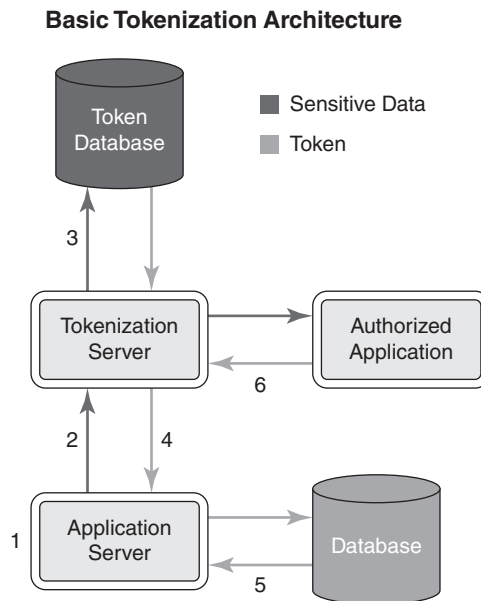 Basic Tokenization Architecture
Token
Database
Sensitive Data
Token
3
Tokenization
Server
Authorized
Application
6
2
4
1
Application
Server
Database
5